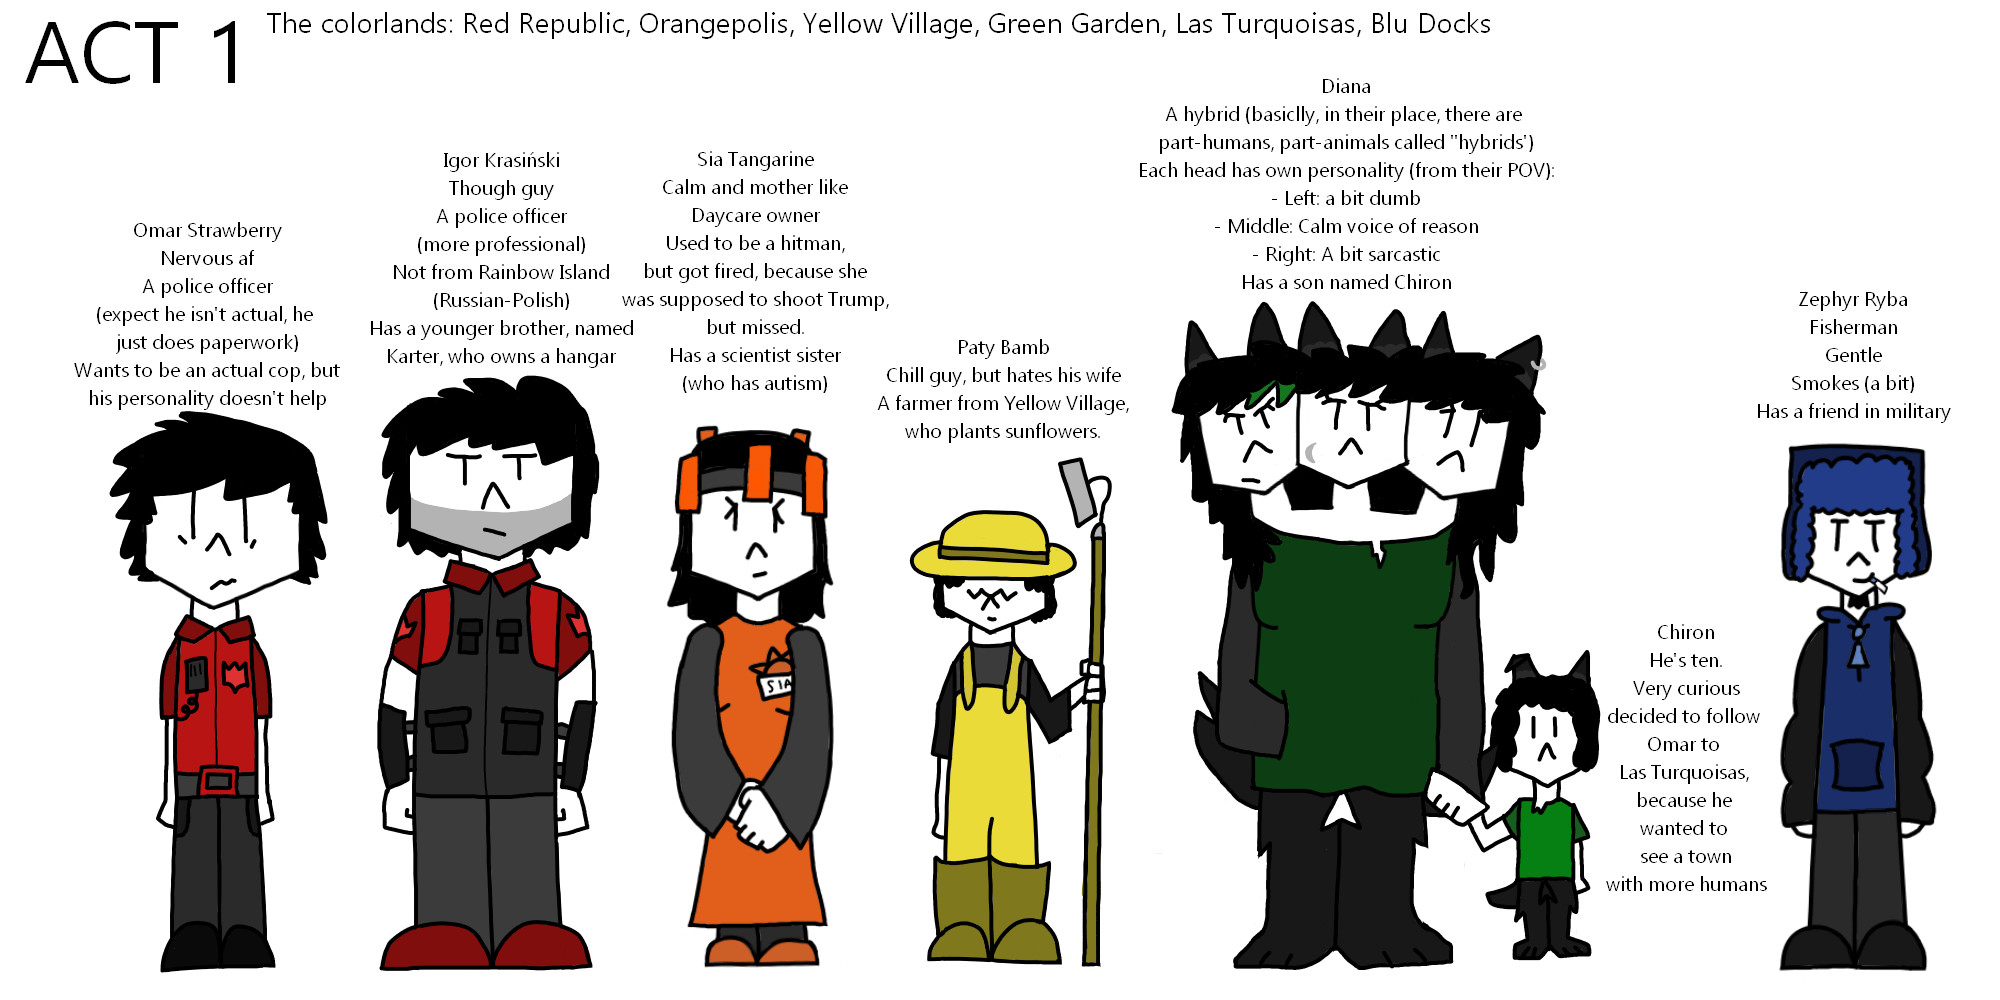 ACT 1
The colorlands: Red Republic, Orangepolis, Yellow Village, Green Garden, Las Turquoisas, Blu Docks
Omar Strawberry
Nervous af
A police officer
(expect he isn't actual, he
just does paperwork)
Wants to be an actual cop, but
his personality doesn't help
Igor Krasiński
Though guy
A police officer
(more professional)
Not from Rainbow Island
(Russian-Polish)
Has a younger brother, named
Karter, who owns a hangar
Sia Tangarine
Calm and mother like
Daycare owner
Used to be a hitman,
but got fired, because she
was supposed to shoot Trump,
but missed.
Has a scientist sister
(who has autism)
SIA
Paty Bamb
Chill guy, but hates his wife
A farmer from Yellow Village,
who plants sunflowers.
Diana
A hybrid (basiclly, in their place, there are
part-humans, part-animals called "hybrids')
Each head has own personality (from their POV):
- Left: a bit dumb
- Middle: Calm voice of reason
- Right: A bit sarcastic
Has a son named Chiron
Chiron
He's ten.
Very curious
decided to follow
Omar to
Las Turquoisas,
because he
wanted to
see a town
with more humans
Zephyr Ryba
Fisherman
Gentle
Smokes (a bit)
Has a friend in military